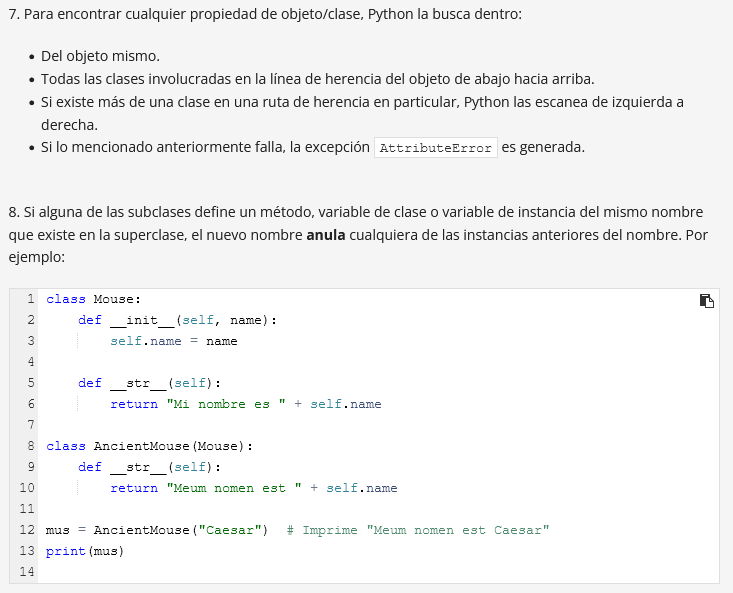 7. Para encontrar cualquier propiedad de objeto/clase, Python la busca dentro:
• Del objeto mismo.
• Todas las clases involucradas en la línea de herencia del objeto de abajo hacia arriba.
• Si existe más de una clase en una ruta de herencia en particular, Python las escanea de izquierda a
derecha.
• Si lo mencionado anteriormente falla, la excepción AttributeError es generada.
8. Si alguna de las subclases define un método, variable de clase o variable de instancia del mismo nombre
que existe en la superclase, el nuevo nombre anula cualquiera de las instancias anteriores del nombre. Por
ejemplo:
1 class Mouse:
2     def __init__(self, name):
3         self.name = name
4
5     def __str__(self):
6         return "Mi nombre es " + self.name
7
8 class AncientMouse(Mouse):
9     def __str__(self):
10         return "Meum nomen est " + self.name
11
12 mus = AncientMouse("Caesar")  # Imprime "Meum nomen est Caesar"
13 print(mus)
14